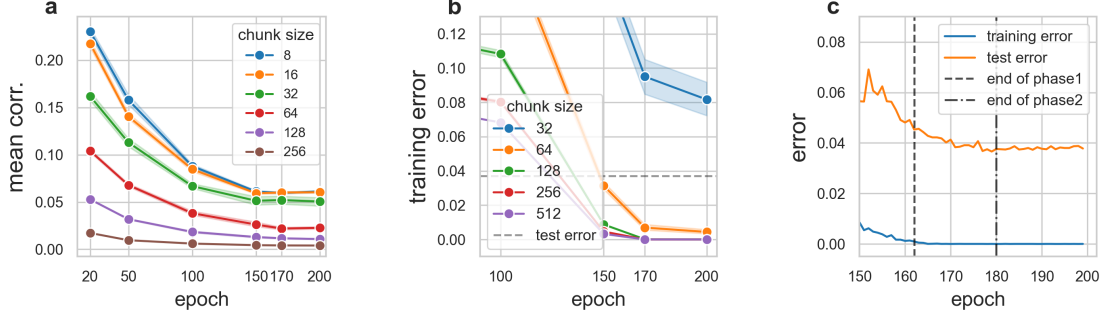 a
mean corr.
0.20
0.15
0.10
0.05
0.00
chunk size
8
16
32
64
128
256
20 50 100 150 170 200
epoch
b
training error
0.12
0.10
0.08
0.06
0.04
0.02
0.00
chunk size
32
64
128
256
512
test error
100 150 170 200
epoch
c
error
0.08
0.06
0.04
0.02
0.00
training error
test error
end of phase1
end of phase2
150 160 170 180 190 200
epoch